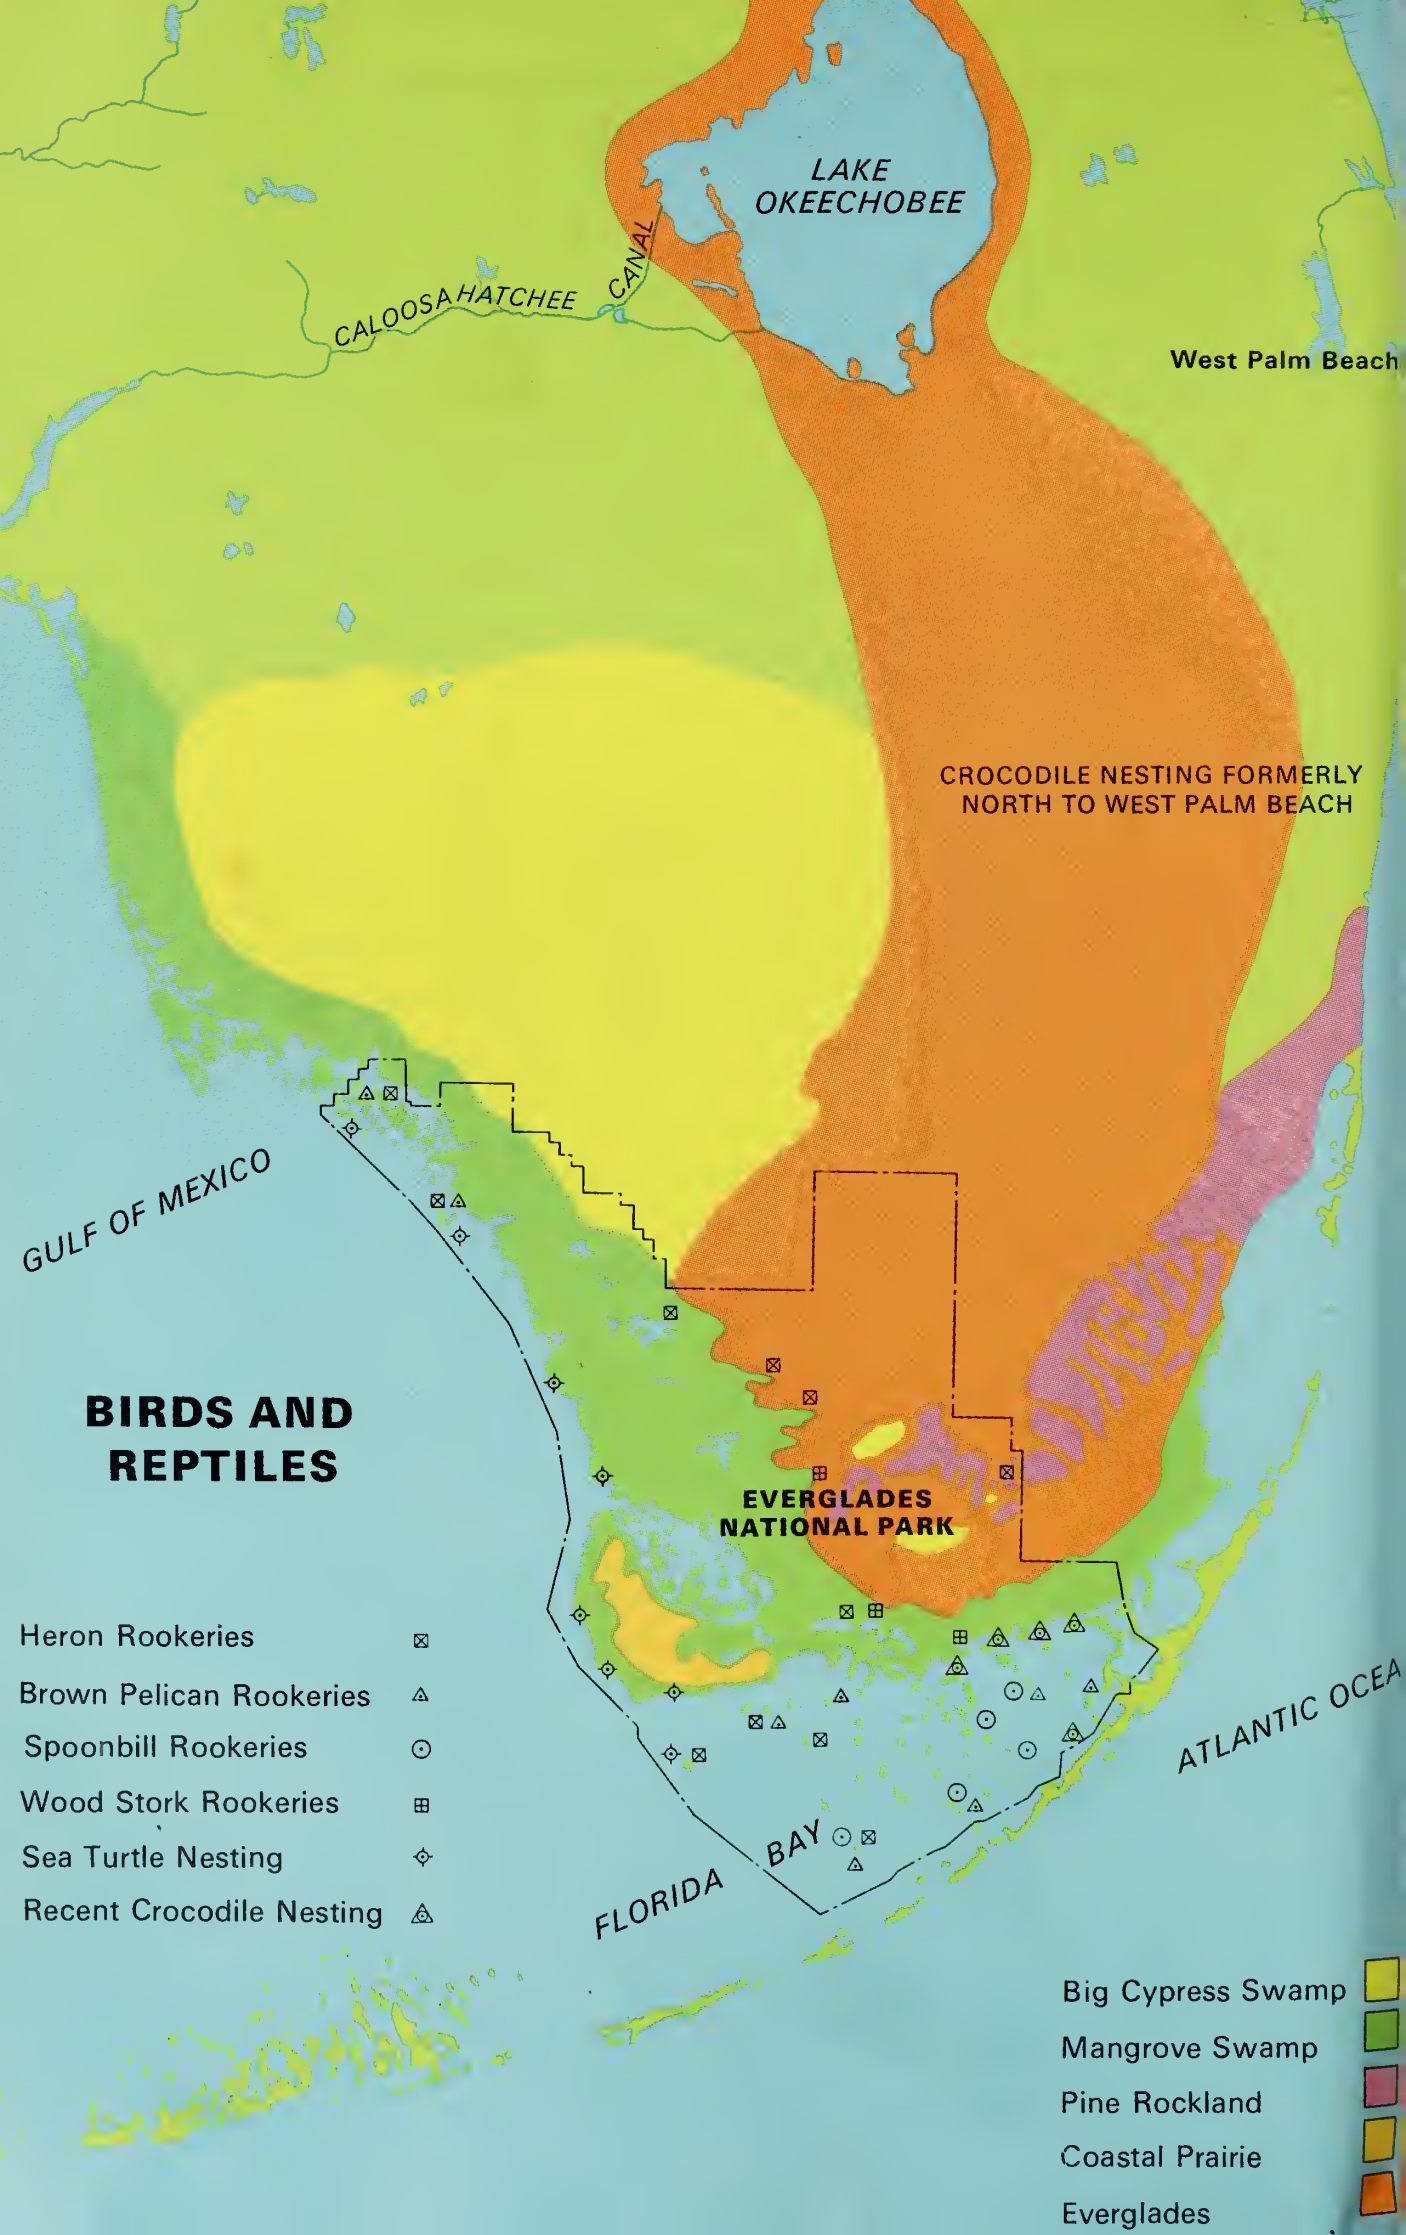 LAKE
OKEECHOBEE
CANAL
CALOOSAHATCHEE
West Palm Beach
CROCODILE NESTING FORMERLY
NORTH TO WEST PALM BEACH
GULF OF MEXICO
BIRDS AND
REPTILES
EVERGLADES
NATIONAL PARK
Heron Rookeries
Brown Pelican Rookeries
Spoonbill Rookeries
Wood Stork Rookeries
Sea Turtle Nesting
Recent Crocodile Nesting
ATLANTIC OCEA
FLORIDA BAY
Big Cypress Swamp
Mangrove Swamp
Pine Rockland
Coastal Prairie
Everglades